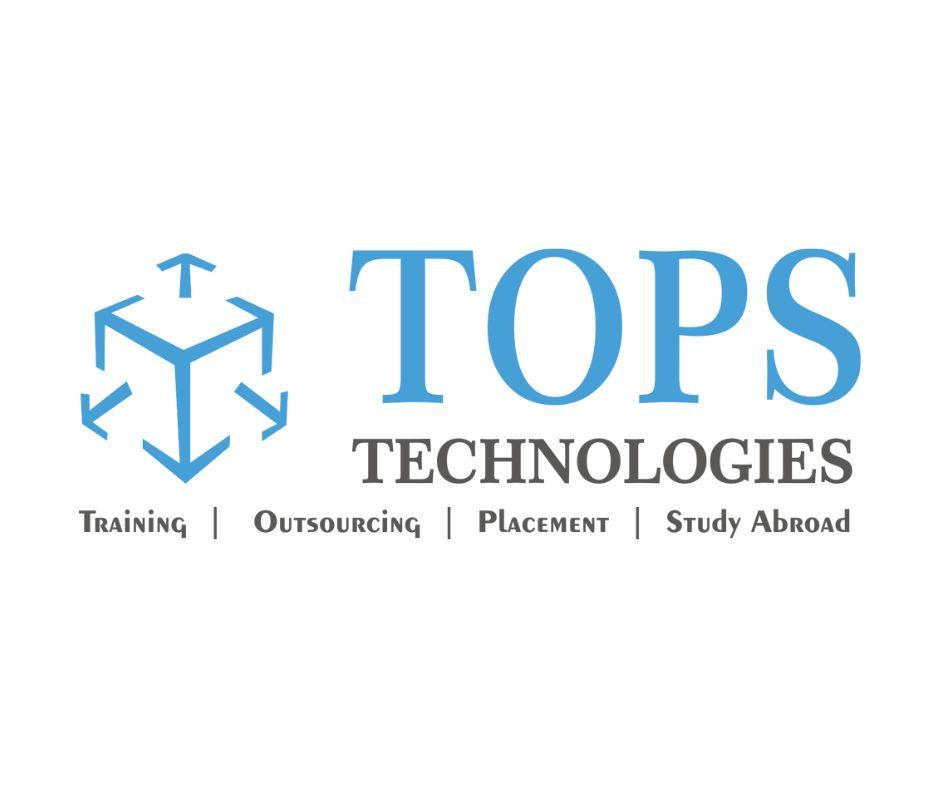 TOPS
TECHNOLOGIES
Training | Outsourcing | Placement | Study Abroad